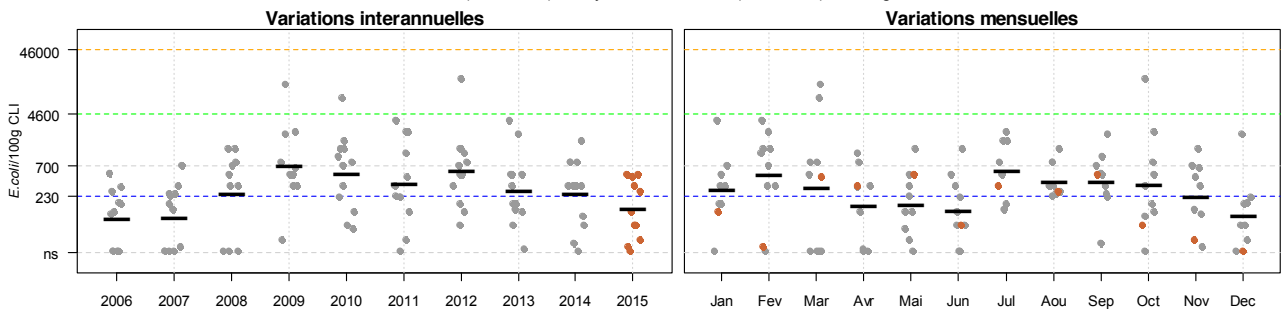 Variations interannuelles
Variations mensuelles
E.coli/100g CLI
46000
4600
700
230
ns
2006 2007 2008 2009 2010 2011 2012 2013 2014 2015
Jan Fev Mar Avr Mai Jun Jul Aou Sep Oct Nov Dec